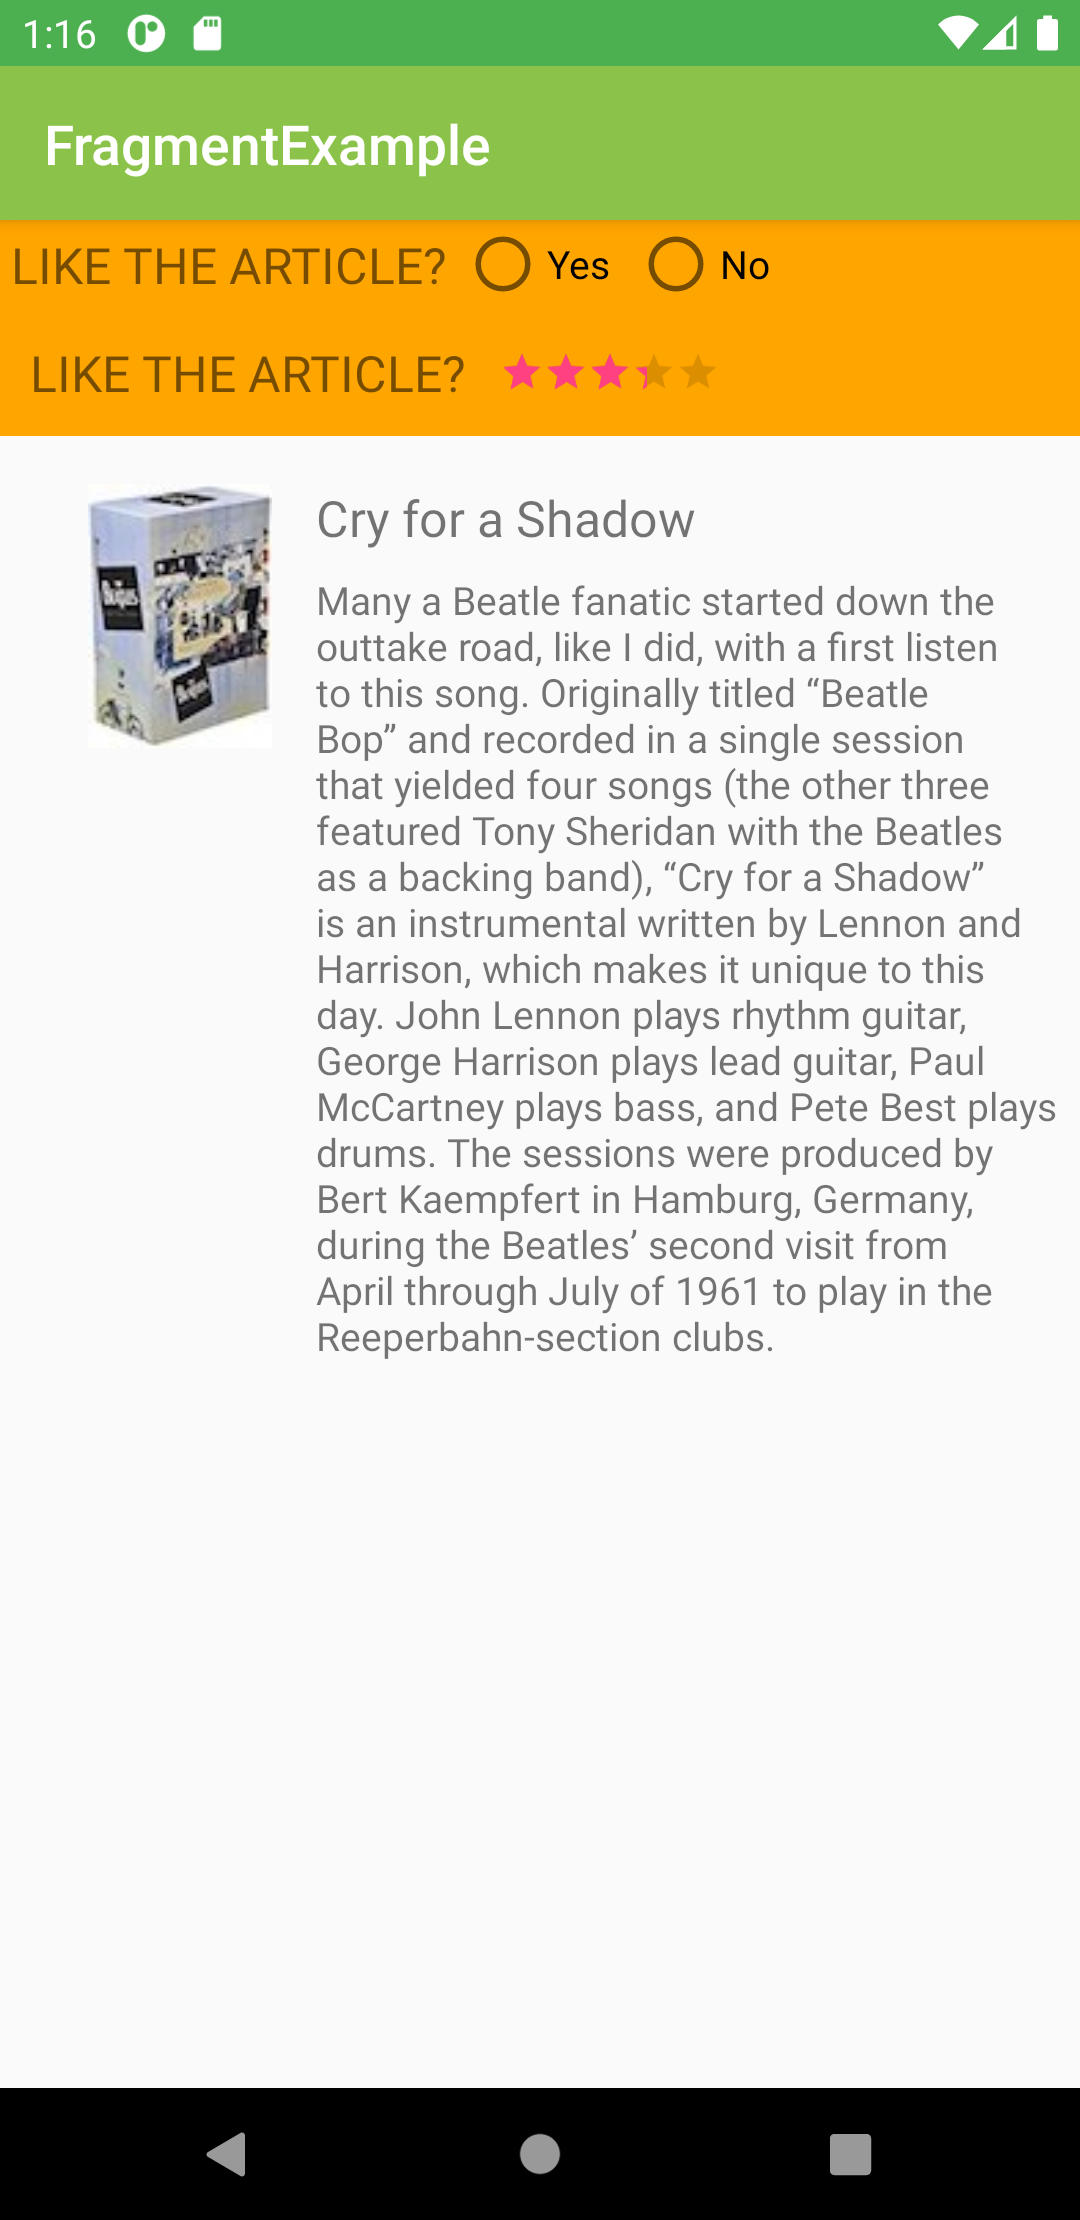 1:16
FragmentExample
LIKE THE ARTICLE? Yes No
LIKE THE ARTICLE?
Cry for a Shadow
Many a Beatle fanatic started down the
outtake road, like I did, with a first listen
to this song. Originally titled “Beatle
Bop” and recorded in a single session
that yielded four songs (the other three
featured Tony Sheridan with the Beatles
as a backing band), “Cry for a Shadow”
is an instrumental written by Lennon and
Harrison, which makes it unique to this
day. John Lennon plays rhythm guitar,
George Harrison plays lead guitar, Paul
McCartney plays bass, and Pete Best plays
drums. The sessions were produced by
Bert Kaempfert in Hamburg, Germany,
during the Beatles’ second visit from
April through July of 1961 to play in the
Reeperbahn-section clubs.